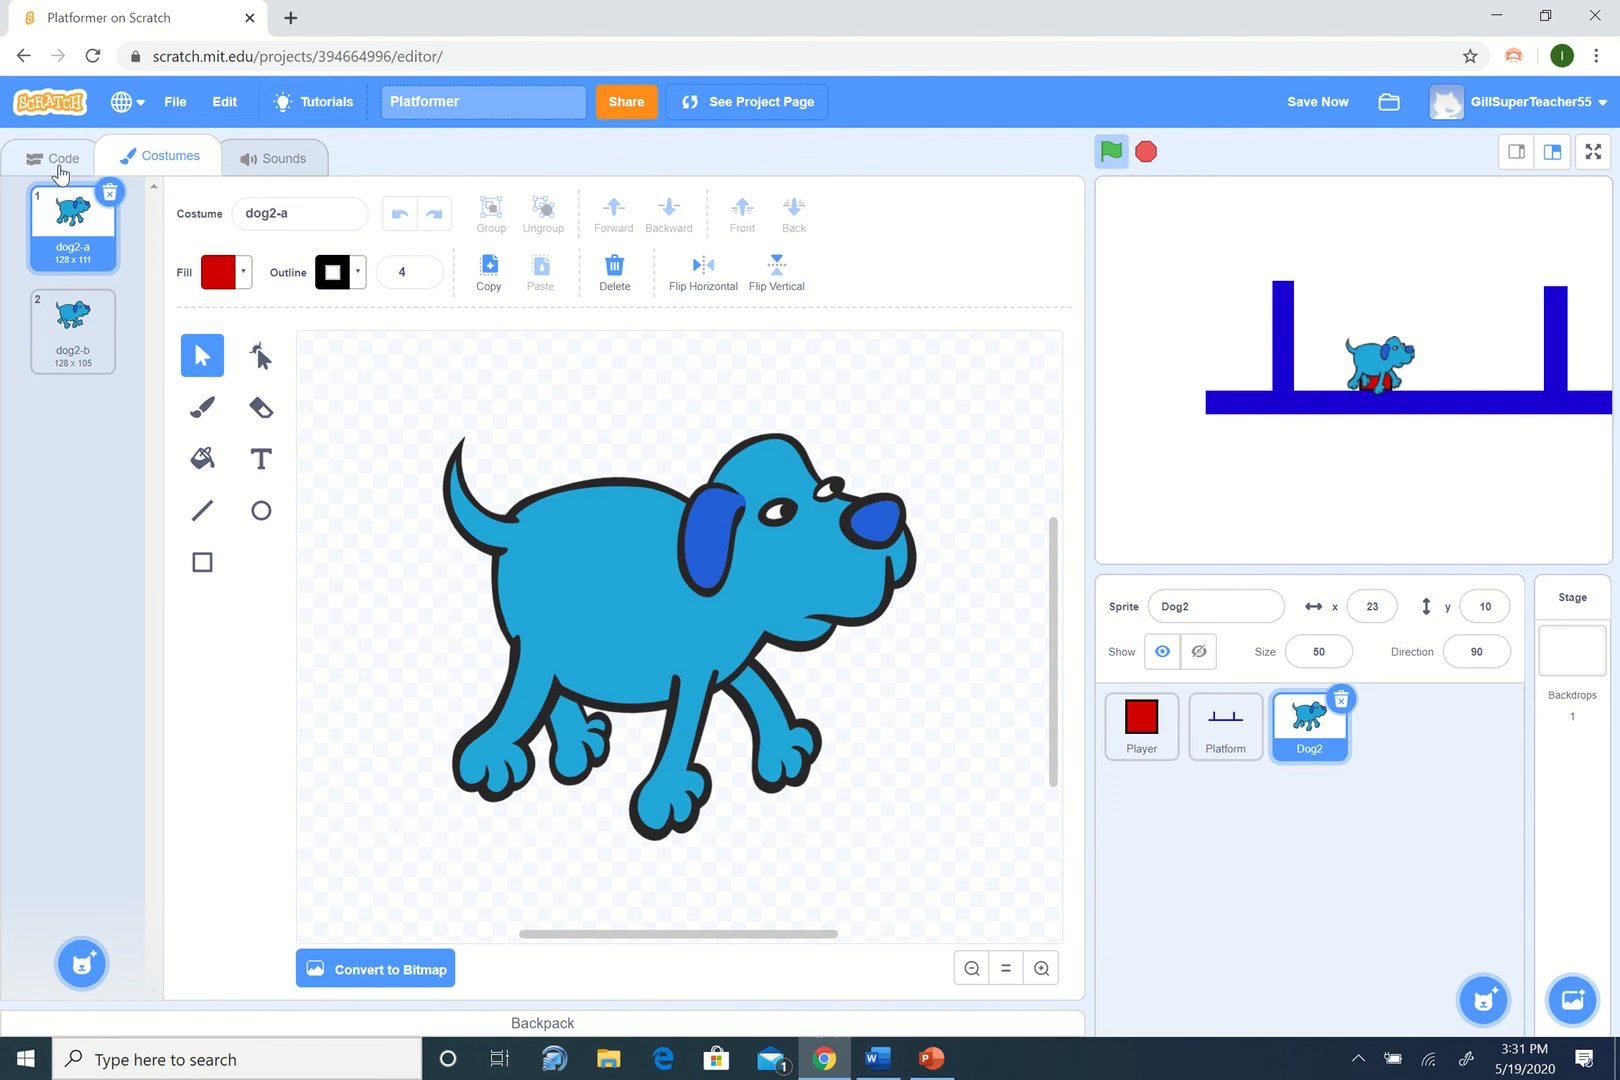 Platformer on Scratch
scratch.mit.edu/projects/394664996/editor/
I
SCRATCH
File
Edit
Tutorials
Platformer
Share
See Project Page
Save Now
GillSuperTeacher55
Code
Costumes
Sounds
1
dog2-a
128 x 111
2
dog2-b
128 x 105
Costume
dog2-a
Group
Ungroup
Forward
Backward
Front
Back
Fill
Outline
4
Copy
Paste
Delete
Flip Horizontal
Flip Vertical
T
Convert to Bitmap
Backpack
Sprite
Dog2
x
23
y
10
Show
Size
50
Direction
90
Player
Platform
Dog2
Stage
Backdrops
1
Type here to search
1
W
P
3:31 PM
5/19/2020